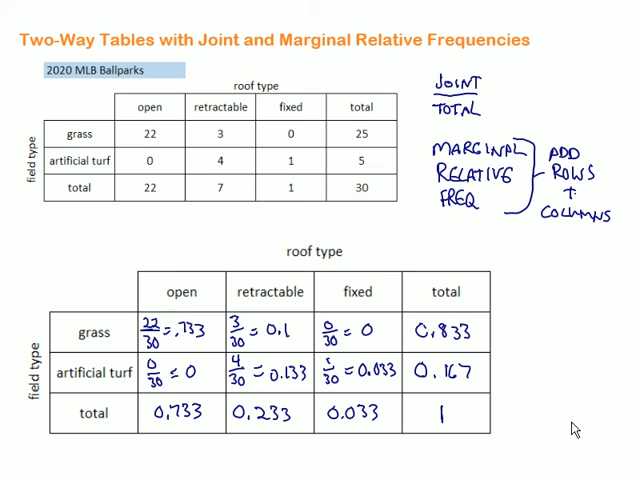 Two-Way Tables with Joint and Marginal Relative Frequencies
2020 MLB Ballparks
roof type
open retractable fixed total
field type
grass 22 3 0 25
artificial turf 0 4 1 5
total 22 7 1 30
JOINT
TOTAL
MARGINAL
RELATIVE
FREQ
ADD
ROWS
+
COLUMNS
roof type
open retractable fixed total
field type
grass 22/30 = .733 3/30 = 0.1 0/30 = 0 0.833
artificial turf 0/30 = 0 4/30 = 0.133 1/30 = 0.033 0.167
total 0.733 0.233 0.033 1